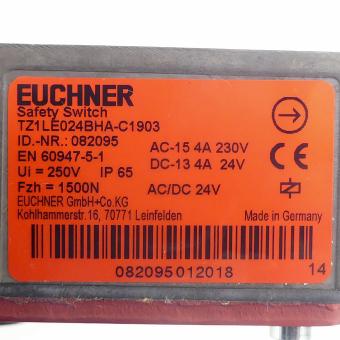 EUCHNER
Safety Switch
TZ1LE024BHA-C1903
ID.-NR.: 082095
EN 60947-5-1
Ui = 250V IP 65
Fzh = 1500N
EUCHNER GmbH+Co.KG
Kohlhammerstr.16, 70771 Leinfelden
AC-15 4A 230V
DC-13 4A 24V
AC/DC 24V
Made in Germany
082095012018
14